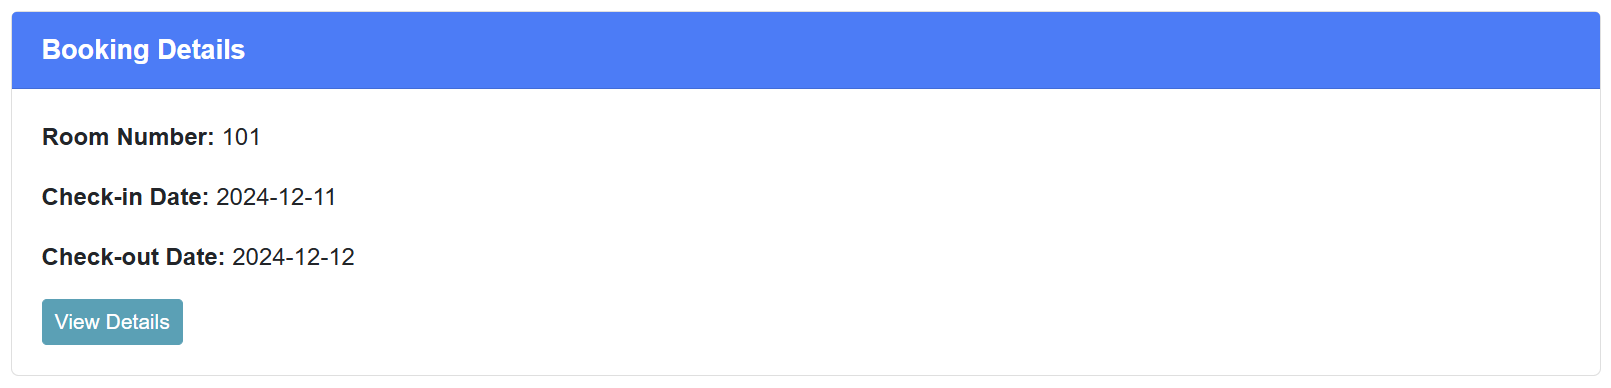 Booking Details
Room Number: 101
Check-in Date: 2024-12-11
Check-out Date: 2024-12-12
View Details